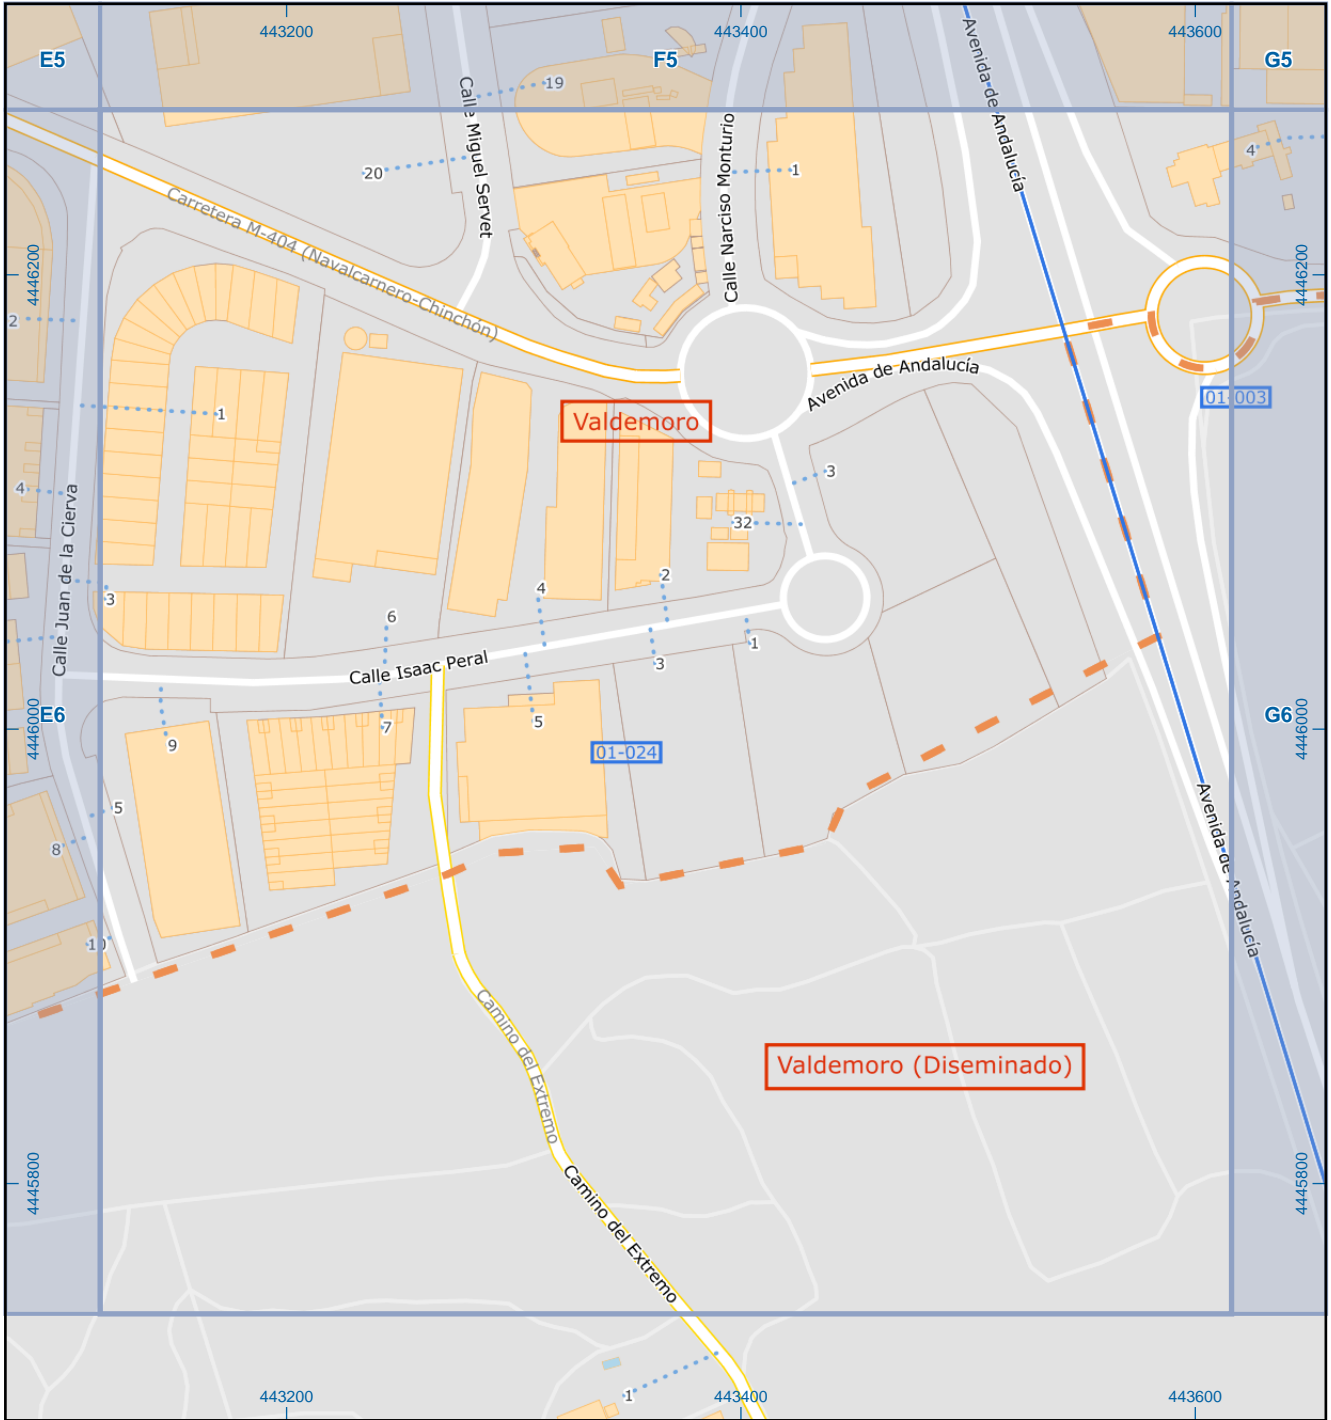 443200
443400
443600
E5
F5
G5
19
Calle Miguel Servet
Avenida de Andalucía
Calle Narciso Monturio
20
1
4
Carretera M-404 (Navalcarnero-Chinchón)
4446200
4446200
2
Avenida de Andalucía
01-003
1
Valdemoro
3
4
32
Calle Juan de la Cierva
2
4
3
6
1
3
Calle Isaac Peral
E6
4446000
G6
4446000
5
7
9
01-024
5
8
Avenida de Andalucía
10
Camino del Extremo
Valdemoro (Diseminado)
4445800
4445800
Camino del Extremo
1
443200
443400
443600